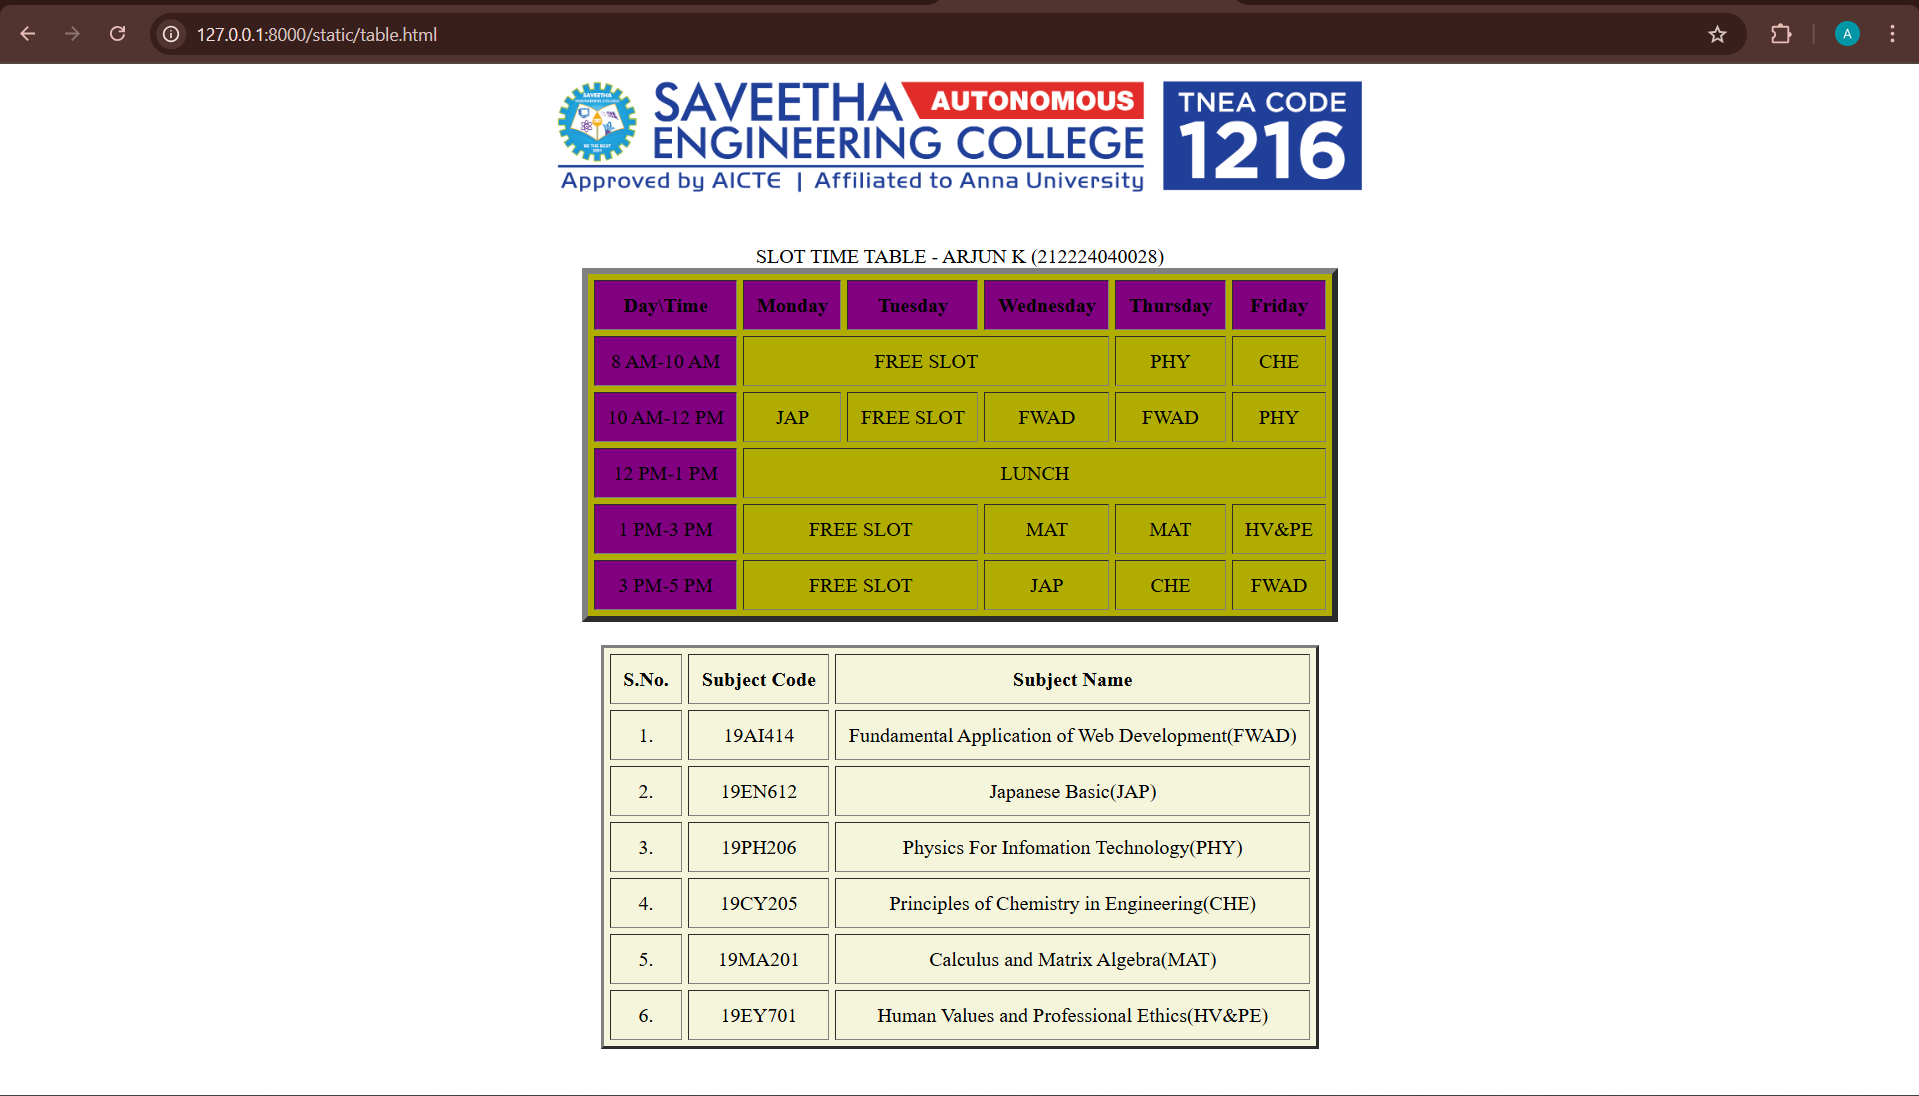 127.0.0.1:8000/static/table.html
A
SAVEETHA AUTONOMOUS
ENGINEERING COLLEGE
Approved by AICTE | Affiliated to Anna University
SAVEETHA
ENGINEERING COLLEGE
BE THE BEST
TNEA CODE
1216
SLOT TIME TABLE - ARJUN K (212224040028)
Day\Time Monday Tuesday Wednesday Thursday Friday
8 AM-10 AM FREE SLOT PHY CHE
10 AM-12 PM JAP FREE SLOT FWAD FWAD PHY
12 PM-1 PM LUNCH
1 PM-3 PM FREE SLOT MAT MAT HV&PE
3 PM-5 PM FREE SLOT JAP CHE FWAD
S.No. Subject Code Subject Name
1. 19AI414 Fundamental Application of Web Development(FWAD)
2. 19EN612 Japanese Basic(JAP)
3. 19PH206 Physics For Infomation Technology(PHY)
4. 19CY205 Principles of Chemistry in Engineering(CHE)
5. 19MA201 Calculus and Matrix Algebra(MAT)
6. 19EY701 Human Values and Professional Ethics(HV&PE)